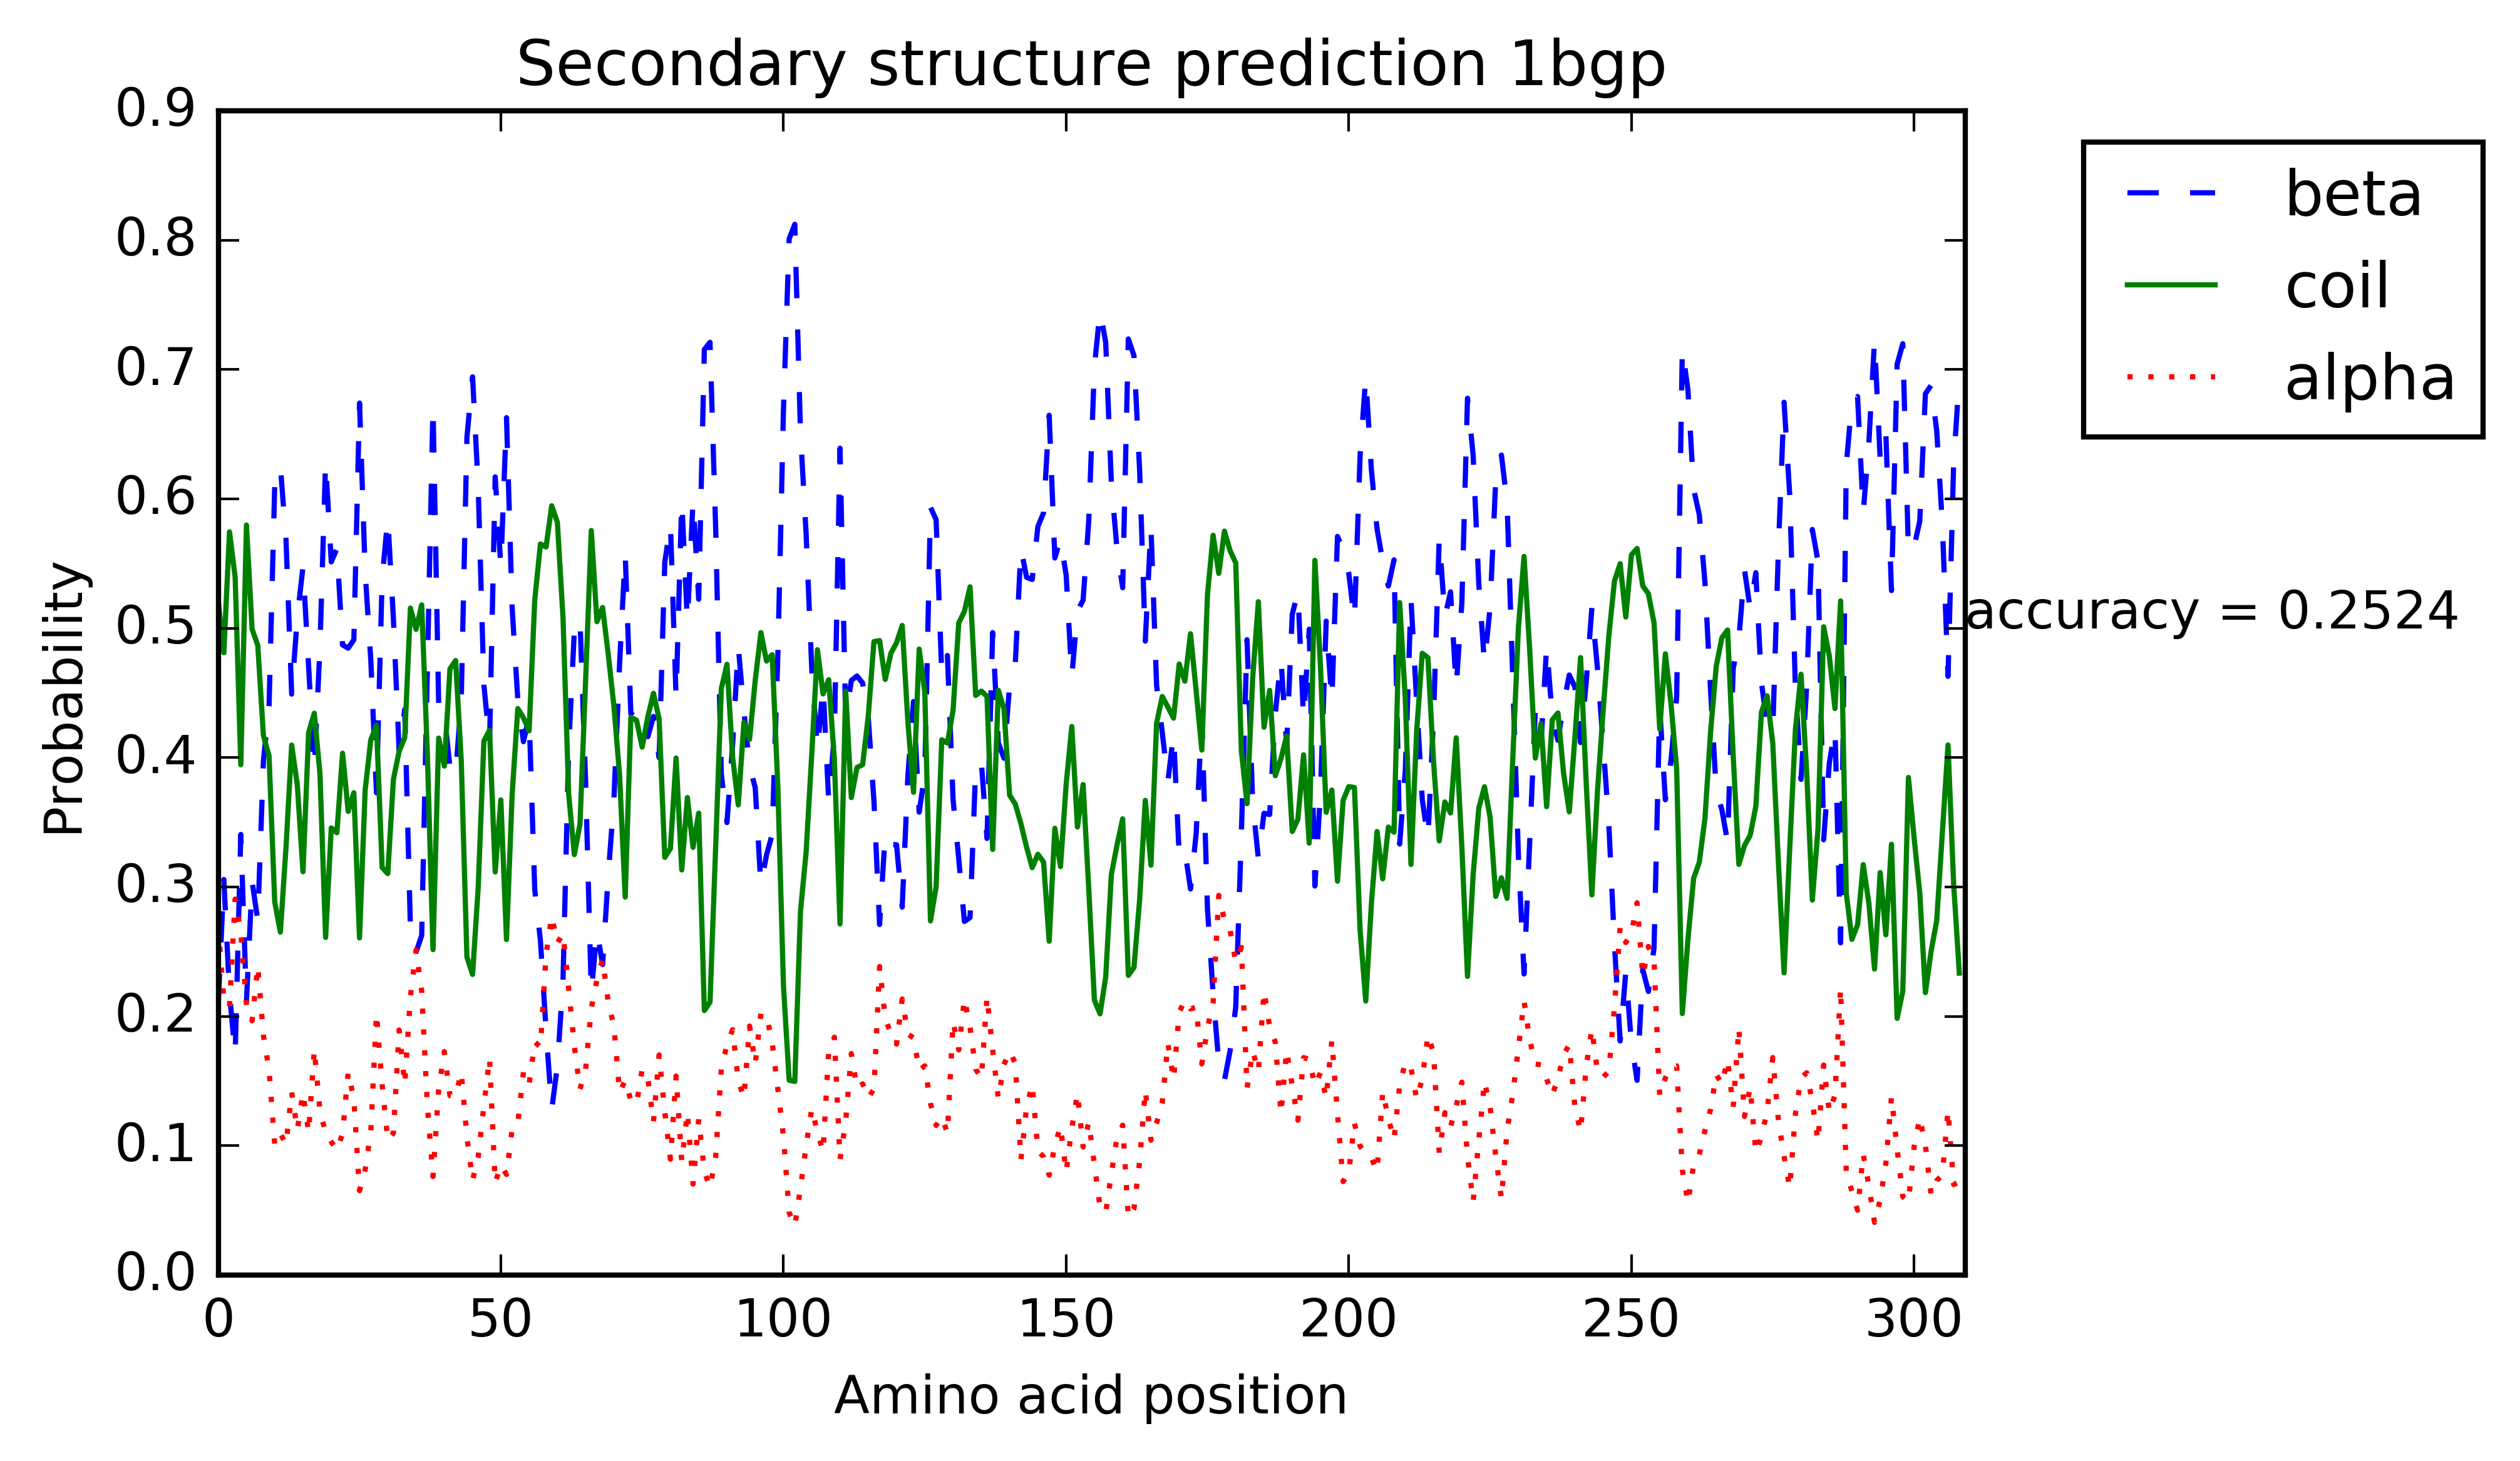 Secondary structure prediction 1bgp
0.9
0.8
0.7
0.6
0.5
0.4
0.3
0.2
0.1
0.0
Probability
0 50 100 150 200 250 300
Amino acid position
beta
coil
alpha
accuracy = 0.2524